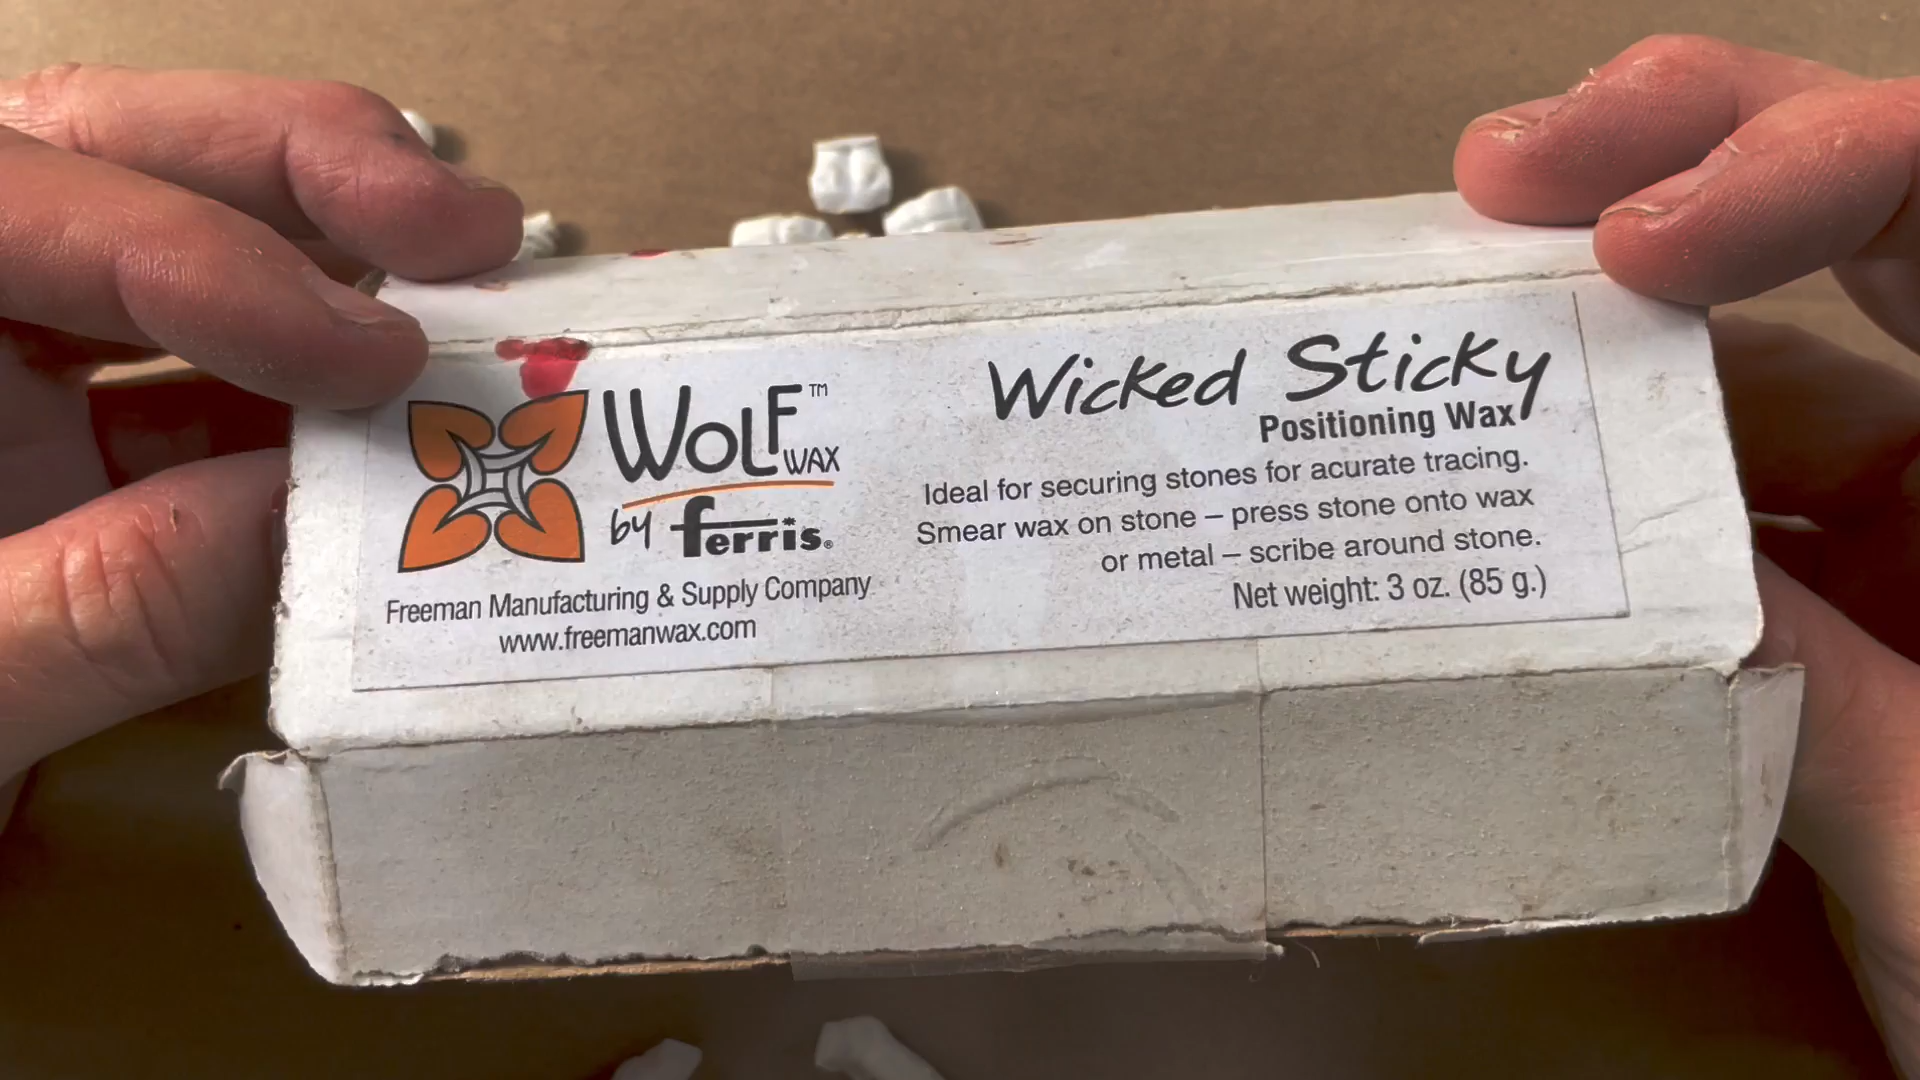 WOLF™
WAX
by ferris®
Freeman Manufacturing & Supply Company
www.freemanwax.com
Wicked Sticky
Positioning Wax
Ideal for securing stones for acurate tracing.
Smear wax on stone – press stone onto wax
or metal – scribe around stone.
Net weight: 3 oz. (85 g.)